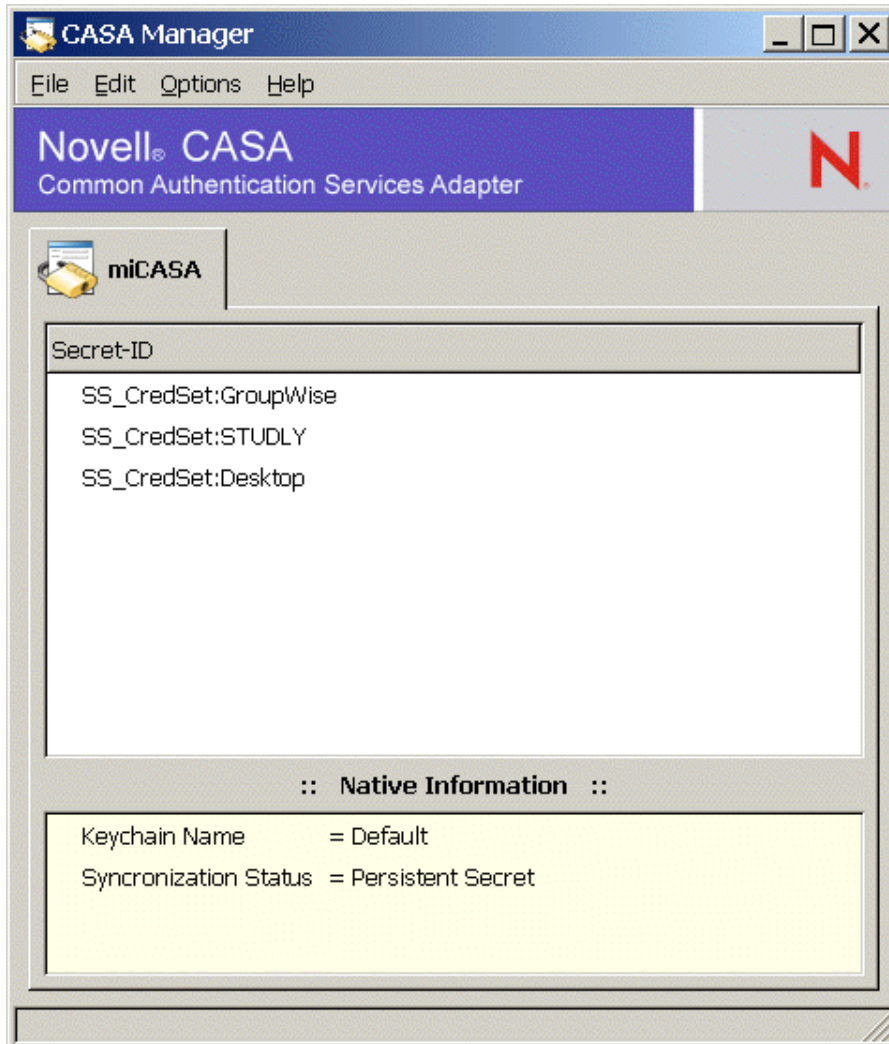 CASA Manager
File Edit Options Help
Novell® CASA
Common Authentication Services Adapter
N
miCASA
Secret-ID
SS_CredSet:GroupWise
SS_CredSet:STUDLY
SS_CredSet:Desktop
:: Native Information ::
Keychain Name = Default
Syncronization Status = Persistent Secret